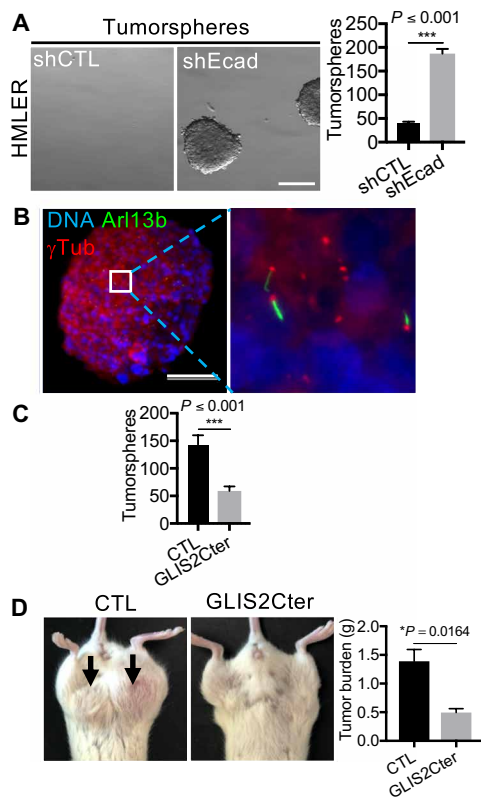 A
Tumorspheres
shCTL
shEcad
HMLER
Tumorspheres
250
200
150
100
50
0
P ≤ 0.001
***
shCTL
shEcad
B
DNA Arl13b
γTub
C
Tumorspheres
200
150
100
50
0
P ≤ 0.001
***
CTL
GLIS2Cter
D
CTL
GLIS2Cter
Tumor burden (g)
2.0
1.5
1.0
0.5
0.0
*P = 0.0164
CTL
GLIS2Cter